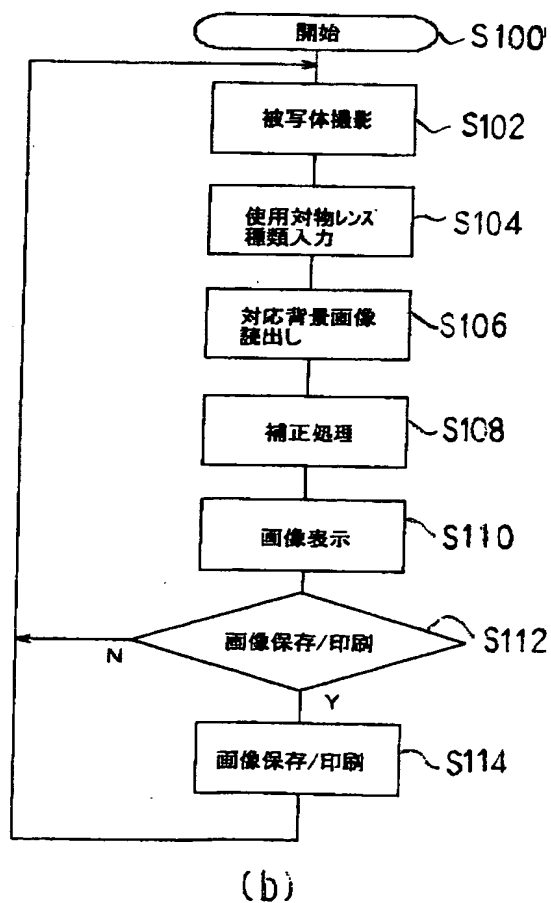 開始
S100'
被写体撮影
S102
使用対物レンズ
種類入力
S104
対応背景画像
読出し
S106
補正処理
S108
画像表示
S110
画像保存/印刷
S112
N
Y
画像保存/印刷
S114
(b)